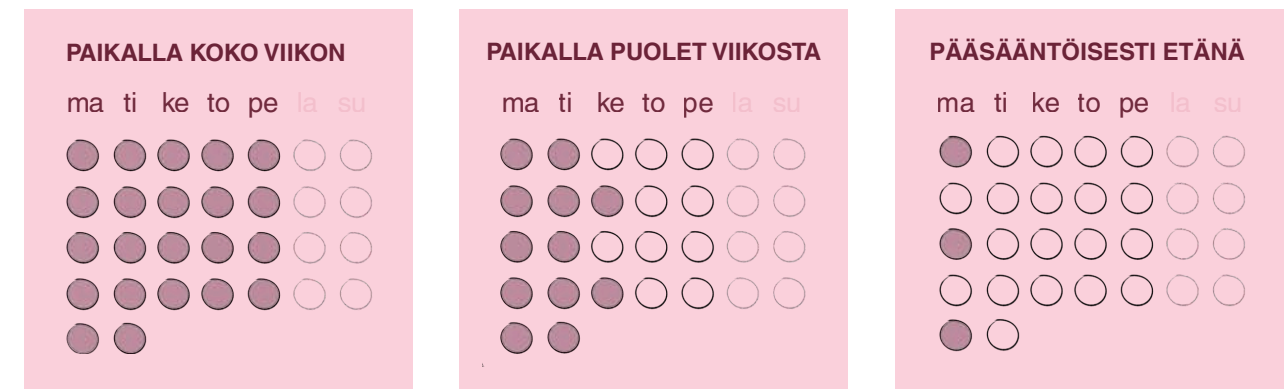 PAIKALLA KOKO VIIKON
ma ti ke to pe la su
PAIKALLA PUOLET VIIKOSTA
ma ti ke to pe la su
PÄÄSÄÄNTÖISESTI ETÄNÄ
ma ti ke to pe la su